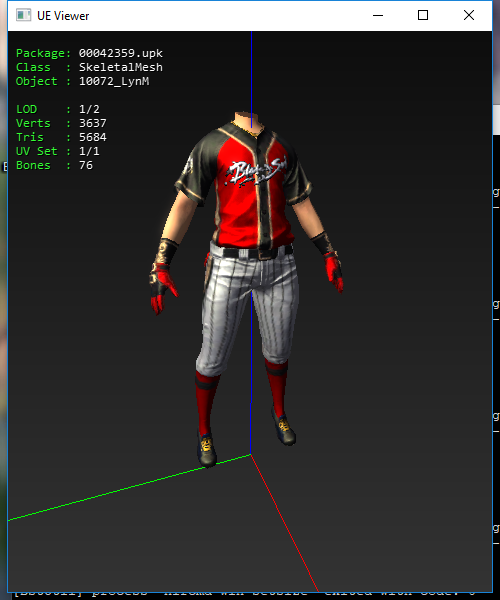 UE Viewer
Package: 00042359.upk
Class : SkeletalMesh
Object : 10072_LynM
LOD : 1/2
Verts : 3637
Tris : 5684
UV Set : 1/1
Bones : 76
Blade & Soul